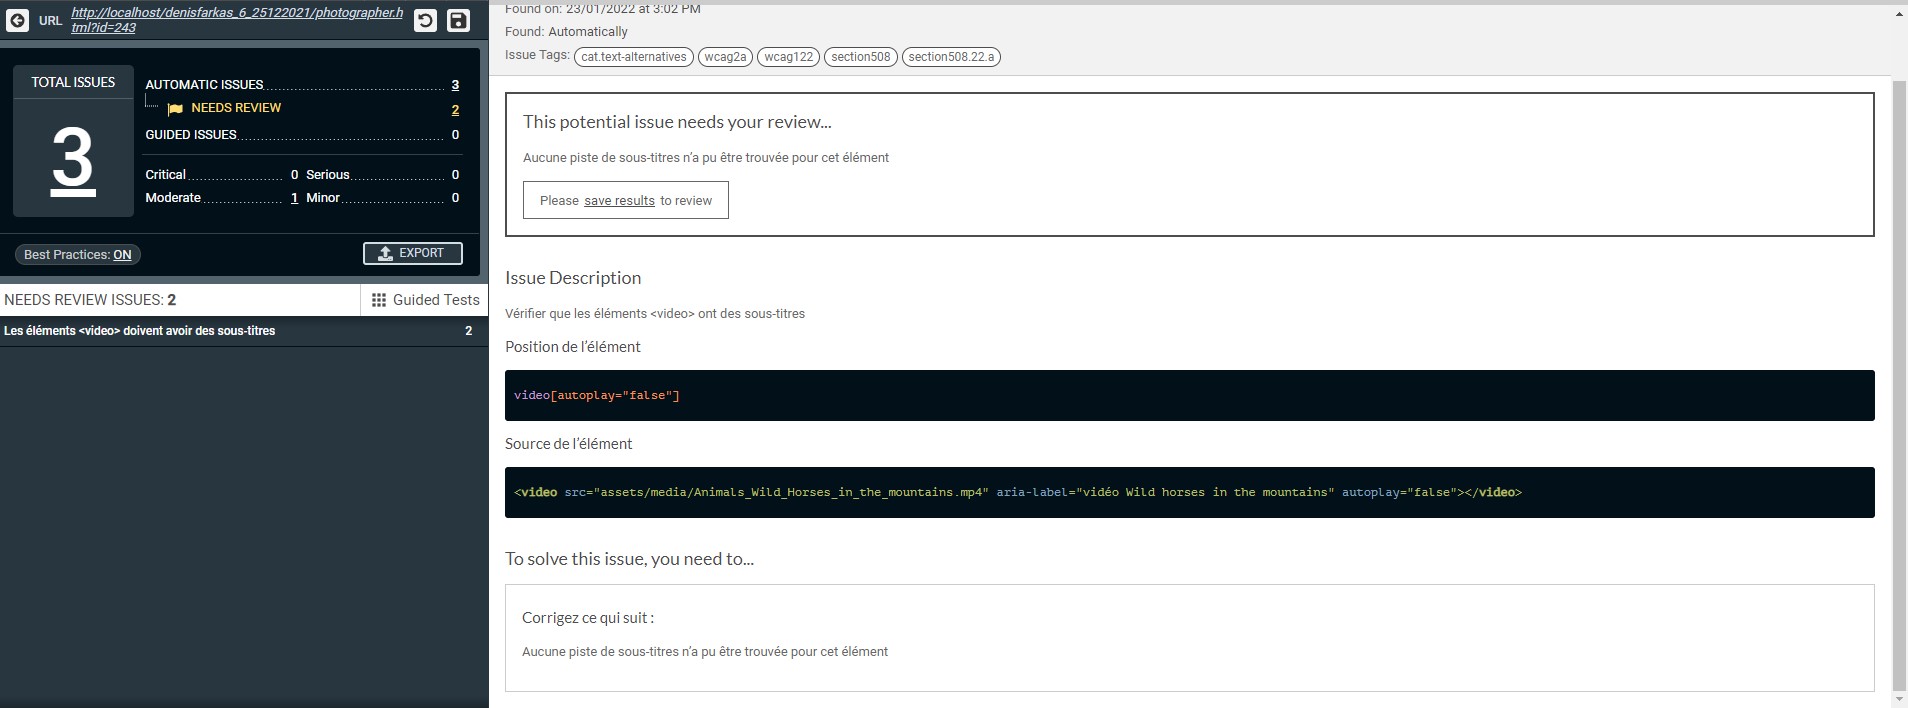 URL http://localhost/denisfarkas_6_25122021/photographer.h
tml?id=243
TOTAL ISSUES
3
AUTOMATIC ISSUES 3
NEEDS REVIEW 2
GUIDED ISSUES 0
Critical 0 Serious 0
Moderate 1 Minor 0
Best Practices: ON
EXPORT
NEEDS REVIEW ISSUES: 2
Guided Tests
Les éléments <video> doivent avoir des sous-titres 2
Found on: 23/01/2022 at 3:02 PM
Found: Automatically
Issue Tags: cat.text-alternatives wcag2a wcag122 section508 section508.22.a
This potential issue needs your review...
Aucune piste de sous-titres n’a pu être trouvée pour cet élément
Please save results to review
Issue Description
Vérifier que les éléments <video> ont des sous-titres
Position de l’élément
video[autoplay="false"]
Source de l’élément
<video src="assets/media/Animals_Wild_Horses_in_the_mountains.mp4" aria-label="vidéo Wild horses in the mountains" autoplay="false"></video>
To solve this issue, you need to...
Corrigez ce qui suit :
Aucune piste de sous-titres n’a pu être trouvée pour cet élément